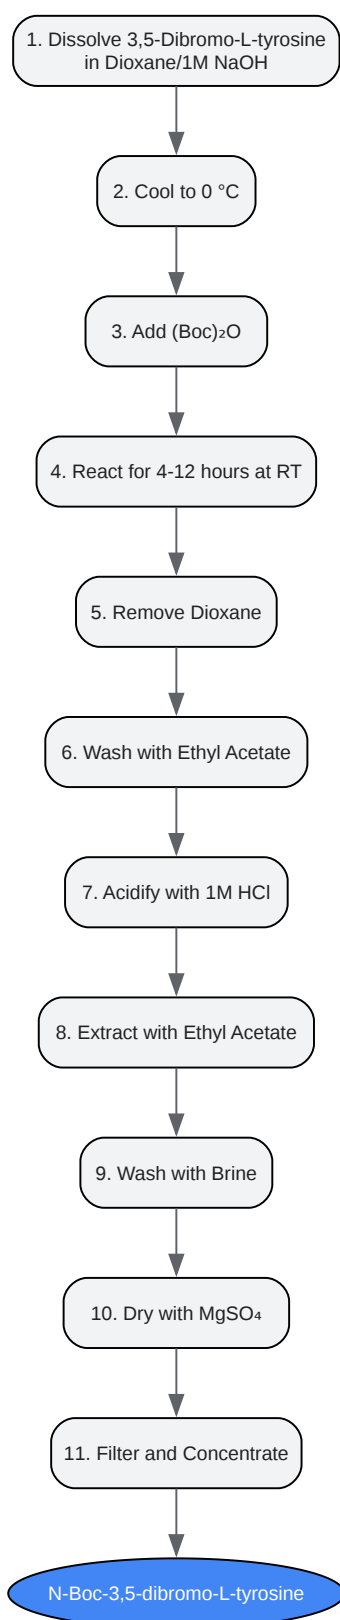 1. Dissolve 3,5-Dibromo-L-tyrosine
in Dioxane/1M NaOH
2. Cool to 0 °C
3. Add (Boc)₂O
4. React for 4-12 hours at RT
5. Remove Dioxane
6. Wash with Ethyl Acetate
7. Acidify with 1M HCl
8. Extract with Ethyl Acetate
9. Wash with Brine
10. Dry with MgSO₄
11. Filter and Concentrate
N-Boc-3,5-dibromo-L-tyrosine